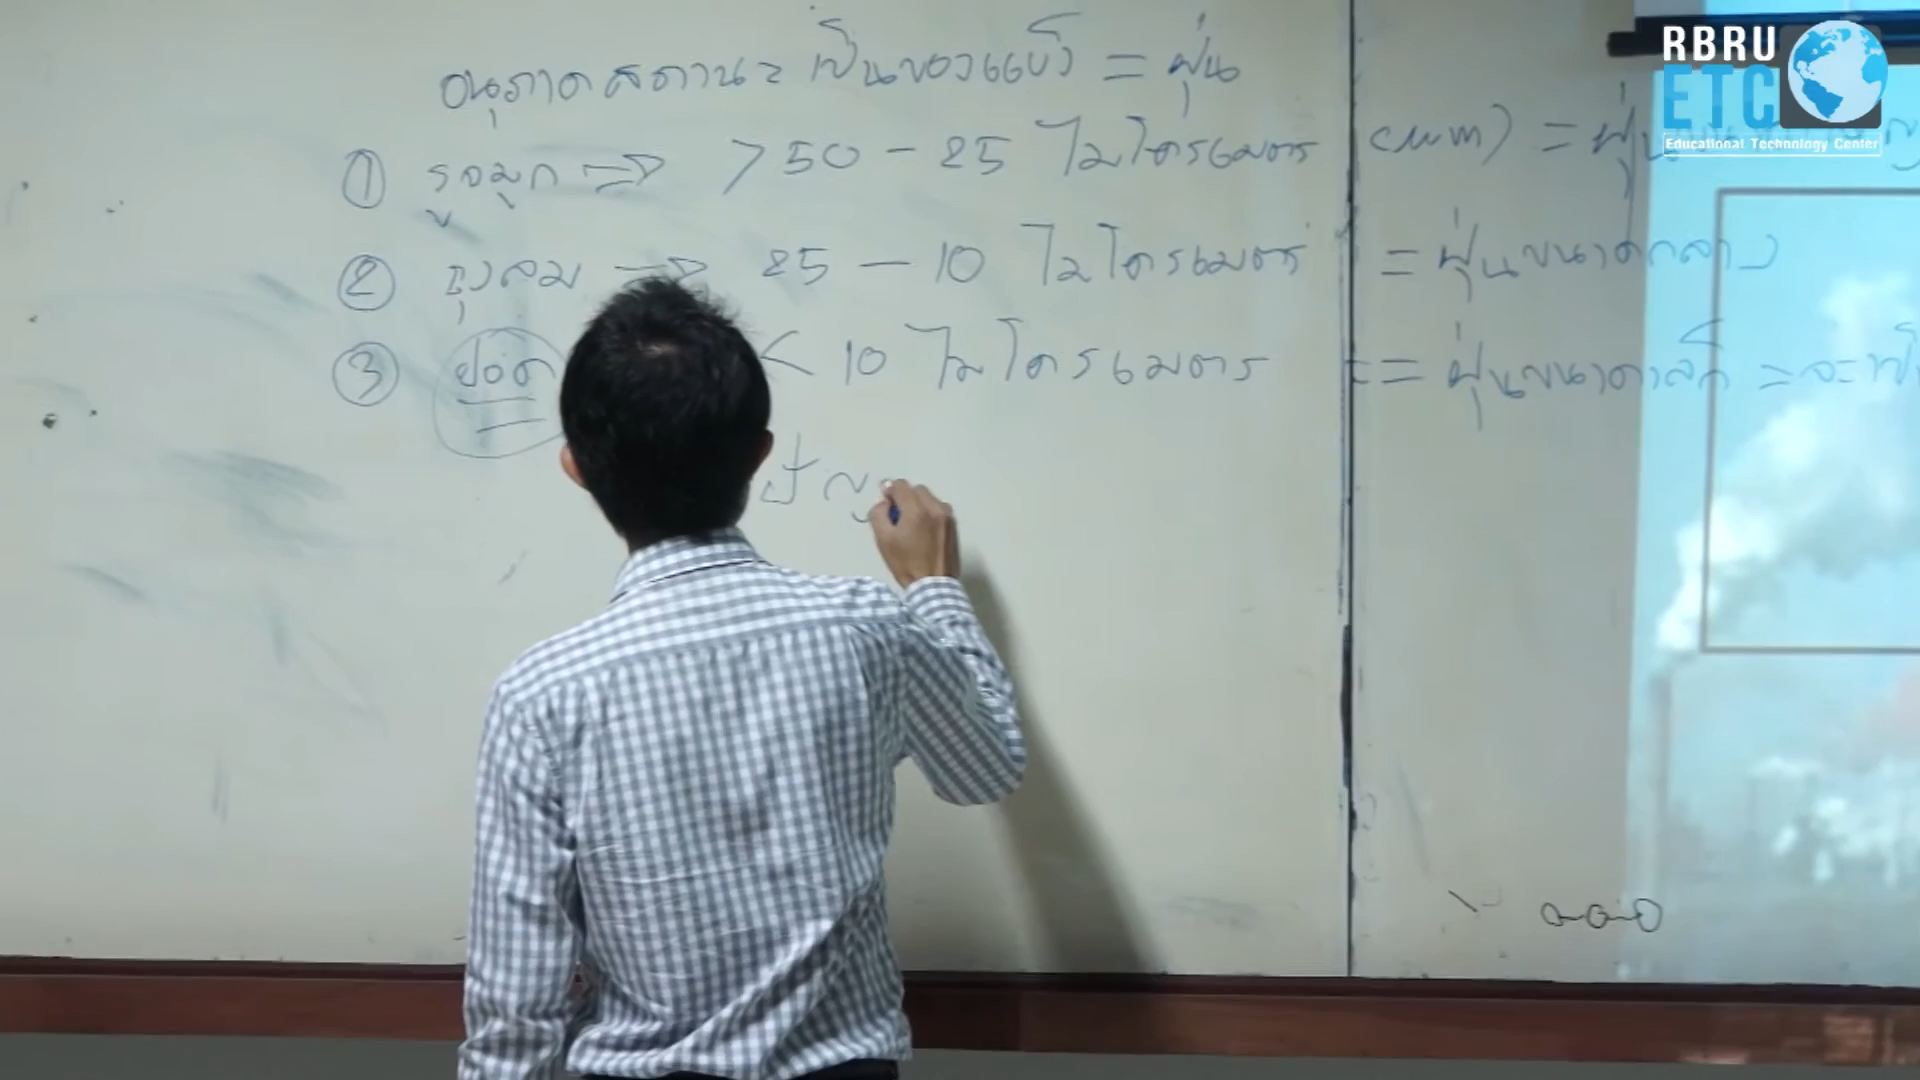 RBRU
ETC
Educational Technology Center
อนุภาคสถานะ เป็นของแข็ง = ฝุ่น
① รูจมูก ⇒ > 50 - 25 ไมโครเมตร (μm) = ฝุ่น
② ถุงลม → 25 - 10 ไมโครเมตร = ฝุ่นขนาดกลาง
③ ปอด < 10 ไมโครเมตร == ฝุ่นขนาดเล็ก =